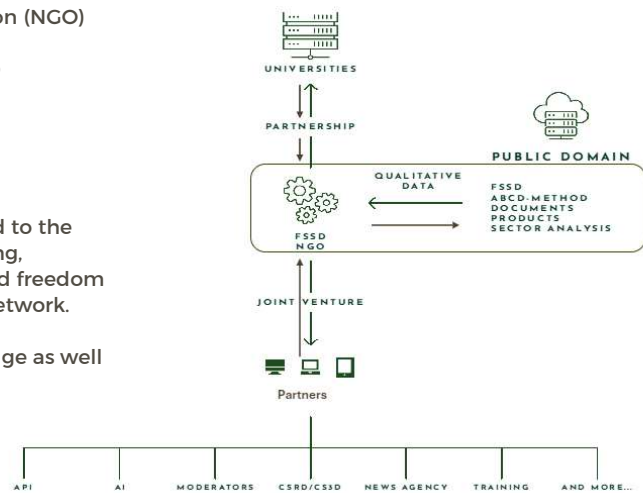 on (NGO)
d to the
ng,
d freedom
etwork.
ge as well
UNIVERSITIES
PARTNERSHIP
PUBLIC DOMAIN
QUALITATIVE
DATA
FSSD
ABCD-METHOD
DOCUMENTS
PRODUCTS
SECTOR ANALYSIS
FSSD
NGO
JOINT VENTURE
Partners
API AI MODERATORS CSRD/CS3D NEWS AGENCY TRAINING AND MORE...